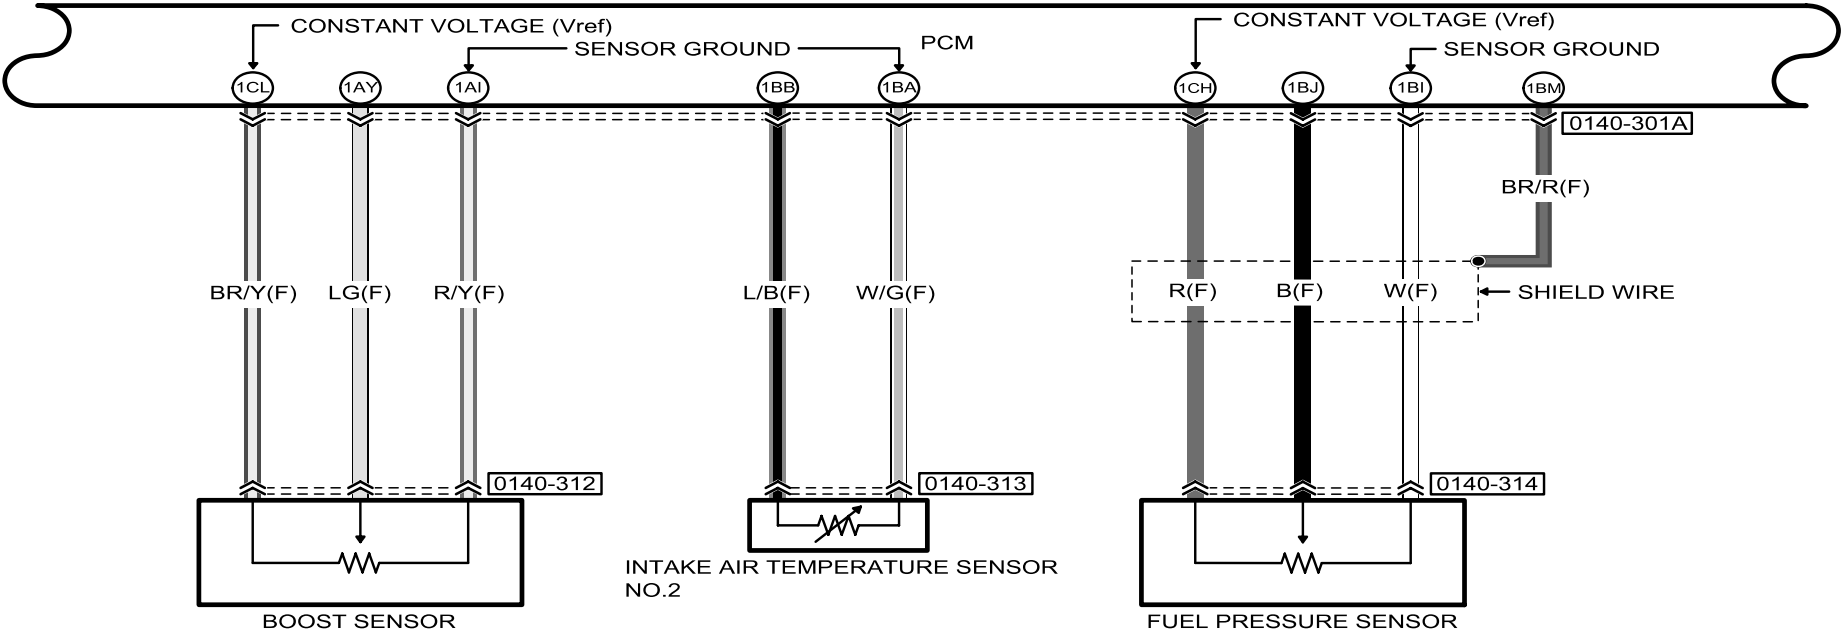 CONSTANT VOLTAGE (Vref)
SENSOR GROUND
PCM
CONSTANT VOLTAGE (Vref)
SENSOR GROUND
1CL 1AY 1AI 1BB 1BA 1CH 1BJ 1BI 1BM
0140-301A
BR/R(F)
BR/Y(F) LG(F) R/Y(F) L/B(F) W/G(F) R(F) B(F) W(F) SHIELD WIRE
0140-312 0140-313 0140-314
INTAKE AIR TEMPERATURE SENSOR
NO.2
BOOST SENSOR FUEL PRESSURE SENSOR